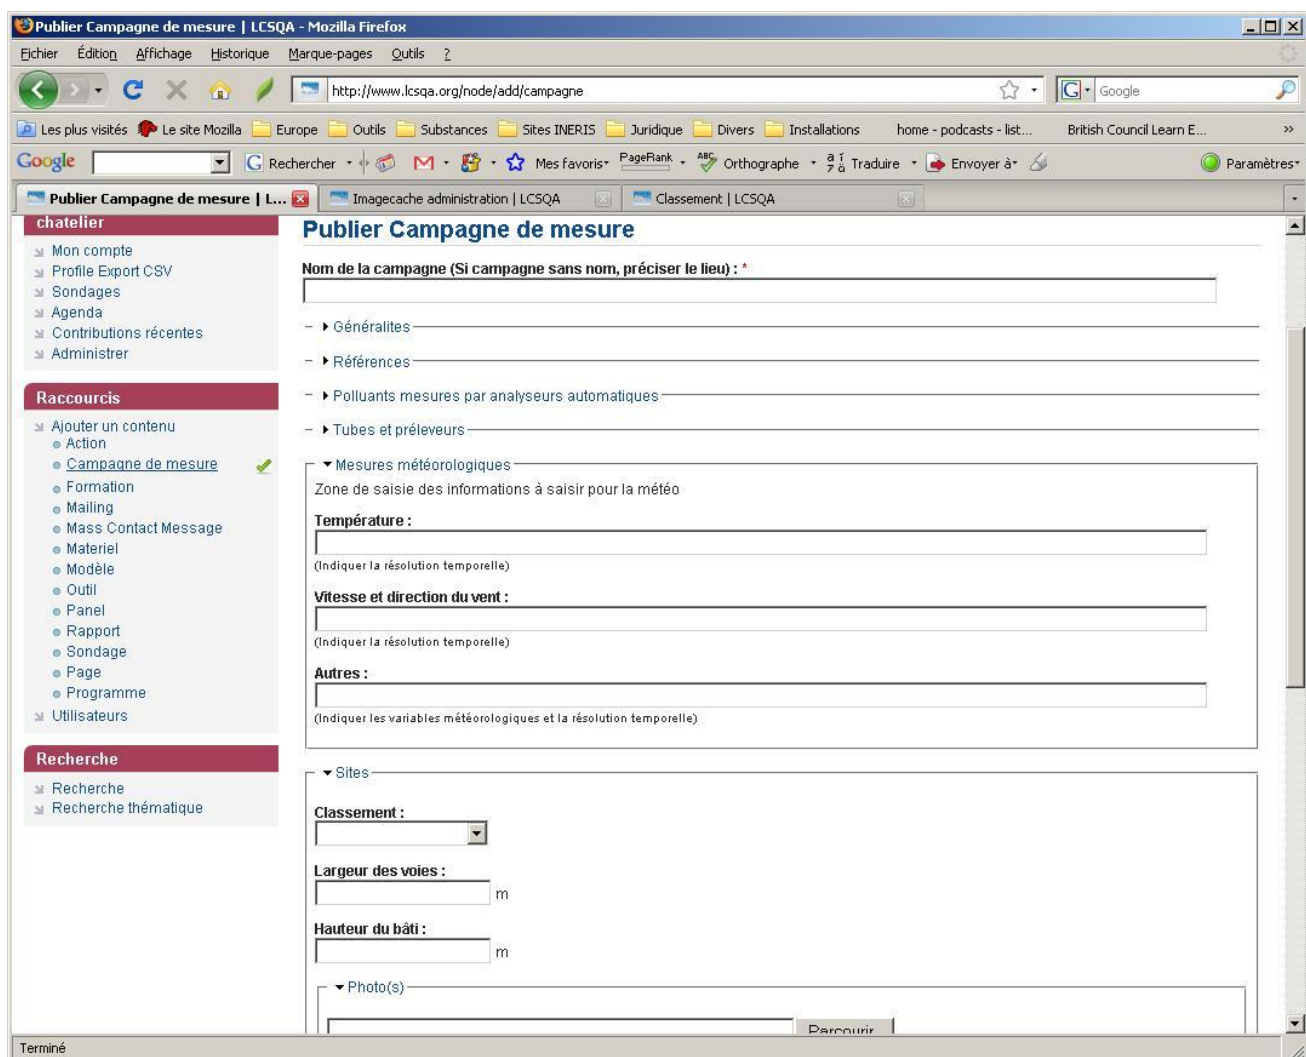 Publier Campagne de mesure | LCSQA - Mozilla Firefox
Fichier Édition Affichage Historique Marque-pages Outils ?
http://www.lcsqa.org/node/add/campagne
Google
Les plus visités Le site Mozilla Europe Outils Substances Sites INERIS Juridique Divers Installations home - podcasts - list... British Council Learn E... »
Google Rechercher Mes favoris PageRank Orthographe Traduire Envoyer à Paramètres
Publier Campagne de mesure | L... Imagecache administration | LCSQA Classement | LCSQA
chatelier
Mon compte
Profile Export CSV
Sondages
Agenda
Contributions récentes
Administrer
Raccourcis
Ajouter un contenu
Action
Campagne de mesure
Formation
Mailing
Mass Contact Message
Materiel
Modèle
Outil
Panel
Rapport
Sondage
Page
Programme
Utilisateurs
Recherche
Recherche
Recherche thématique
Publier Campagne de mesure
Nom de la campagne (Si campagne sans nom, préciser le lieu) : *
Généralites
Références
Polluants mesures par analyseurs automatiques
Tubes et préleveurs
Mesures météorologiques
Zone de saisie des informations à saisir pour la météo
Température :
(Indiquer la résolution temporelle)
Vitesse et direction du vent :
(Indiquer la résolution temporelle)
Autres :
(Indiquer les variables météorologiques et la résolution temporelle)
Sites
Classement :
Largeur des voies :
m
Hauteur du bâti :
m
Photo(s)
Parcourir
Terminé